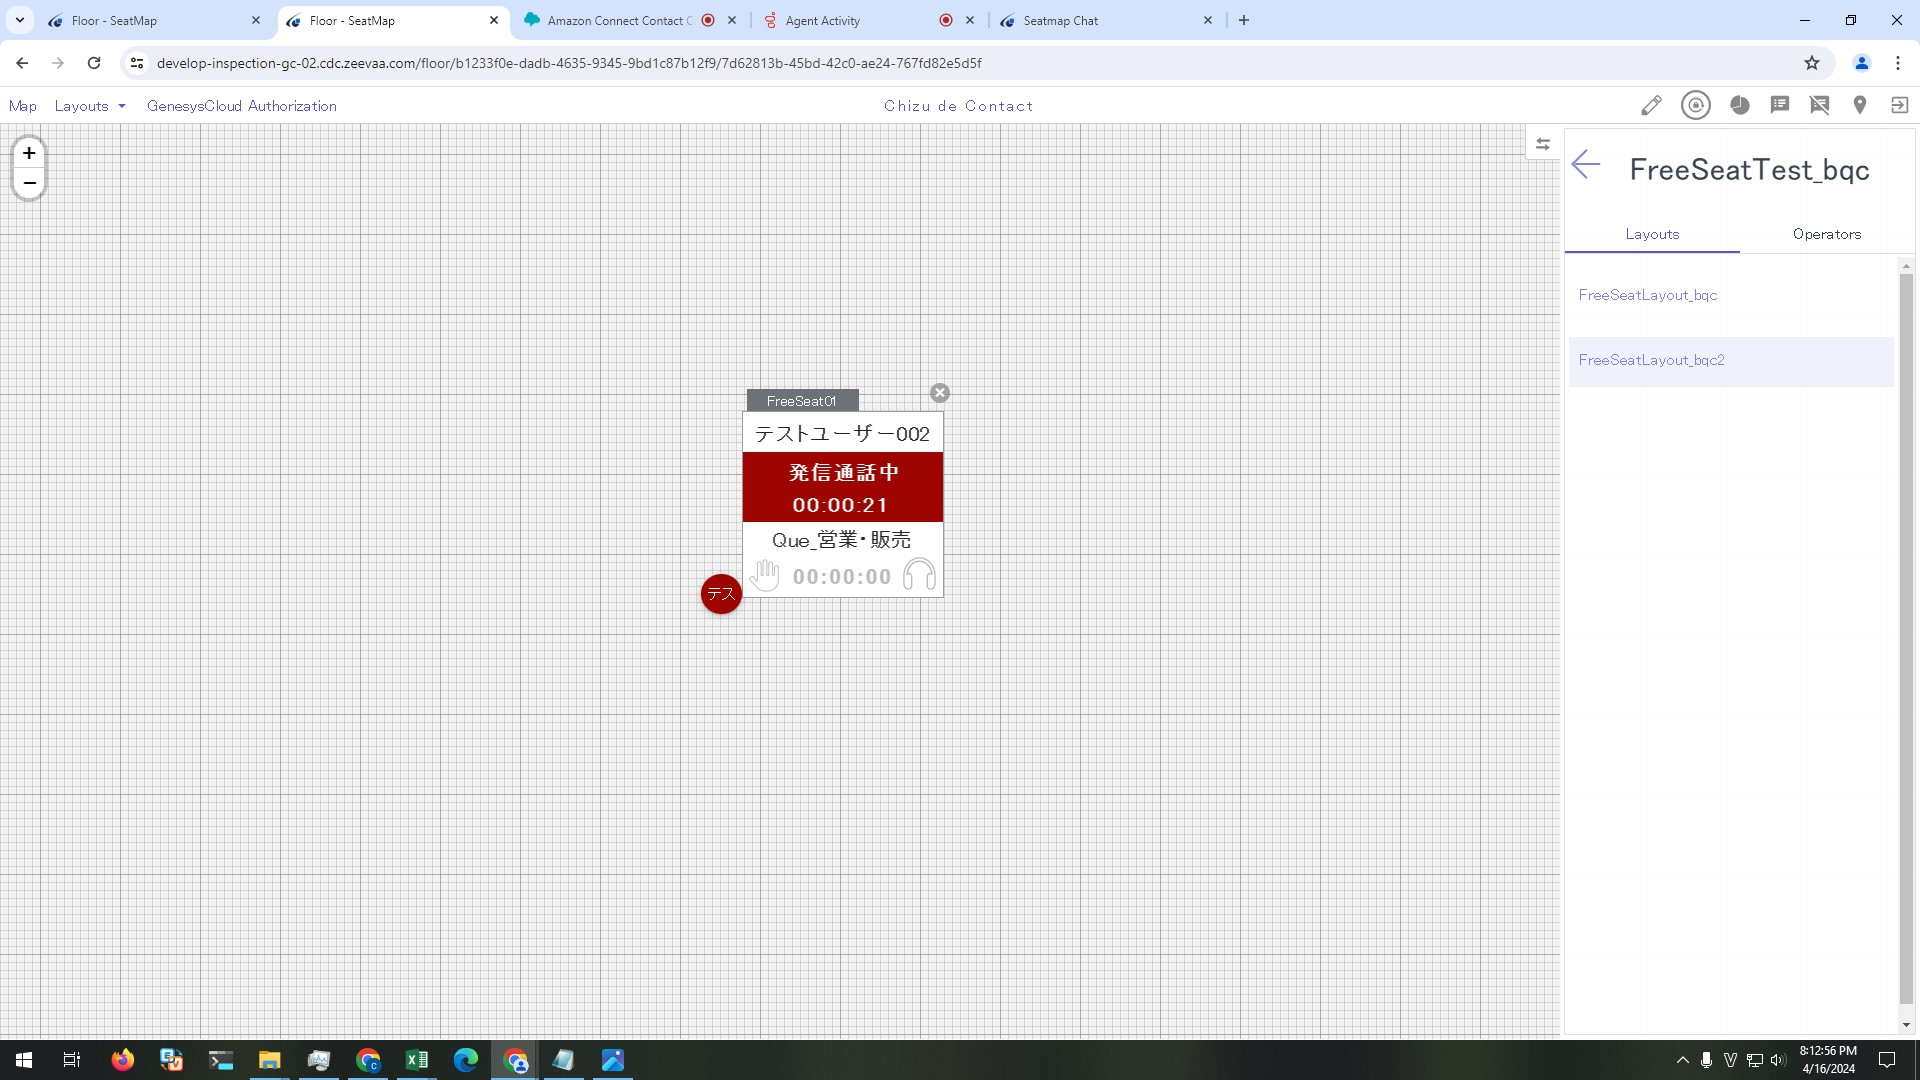 Floor - SeatMap
Floor - SeatMap
Amazon Connect Contact C
Agent Activity
Seatmap Chat
develop-inspection-gc-02.cdc.zeevaa.com/floor/b1233f0e-dadb-4635-9345-9bd1c87b12f9/7d62813b-45bd-42c0-ae24-767fd82e5d5f
Map
Layouts
GenesysCloud Authorization
Chizu de Contact
+
−
FreeSeatTest_bqc
Layouts
Operators
FreeSeatLayout_bqc
FreeSeatLayout_bqc2
FreeSeat01
テストユーザー002
発信通話中
00:00:21
Que_営業・販売
00:00:00
テス
8:12:56 PM
4/16/2024